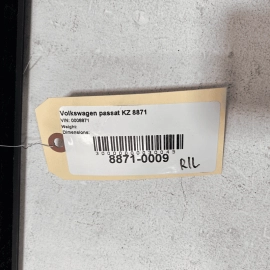 Volkswagen passat KZ 8871
VIN: 0008871
Weight:
Dimensions:
8871-0009
R/L